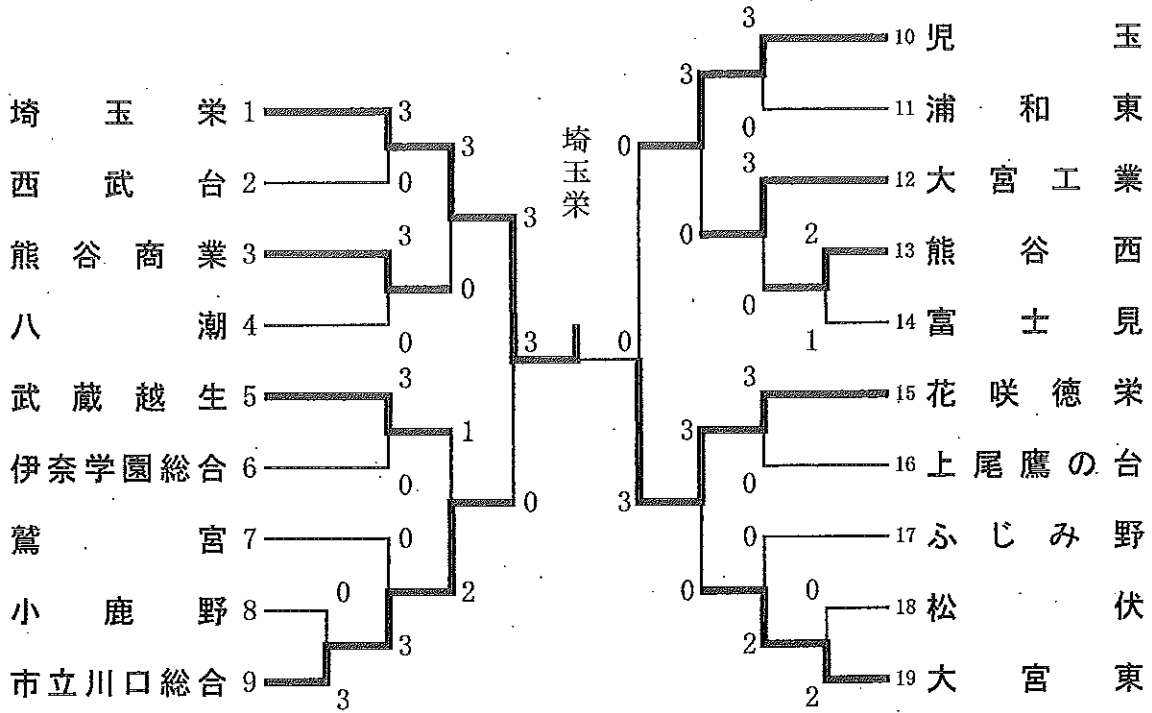 埼玉栄 1
西武台 2
熊谷商業 3
八潮 4
武蔵越生 5
伊奈学園総合 6
鷲宮 7
小鹿野 8
市立川口総合 9
3
0
3
0
3
0
0
3
0
3
3
0
1
2
3
0
3
埼玉栄
0
0
3
3
0
3
0
3
0
3
0
3
0
0
2
2
1
0
2
10 児玉
11 浦和東
12 大宮工業
13 熊谷西
14 富士見
15 花咲徳栄
16 上尾鷹の台
17 ふじみ野
18 松伏
19 大宮東